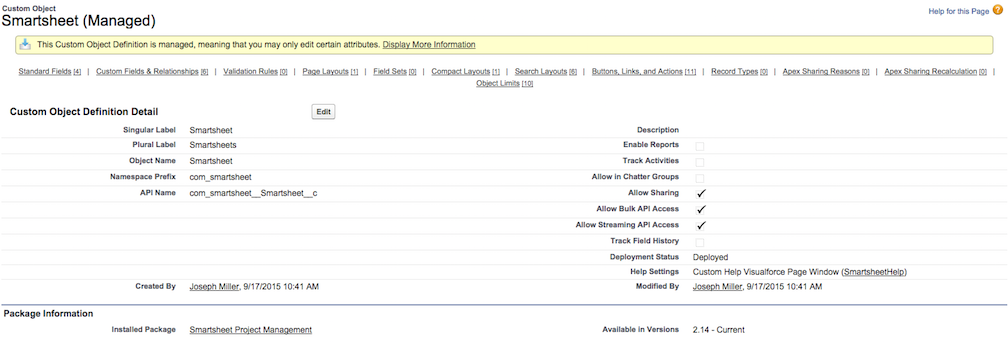 Custom Object
Smartsheet (Managed)
Help for this Page ?
This Custom Object Definition is managed, meaning that you may only edit certain attributes. Display More Information
Standard Fields [4] | Custom Fields & Relationships [6] | Validation Rules [0] | Page Layouts [1] | Field Sets [0] | Compact Layouts [1] | Search Layouts [6] | Buttons, Links, and Actions [11] | Record Types [0] | Apex Sharing Reasons [0] | Apex Sharing Recalculation [0] |
Object Limits [10]
Custom Object Definition Detail Edit
Singular Label Smartsheet Description
Plural Label Smartsheets Enable Reports
Object Name Smartsheet Track Activities
Namespace Prefix com_smartsheet Allow in Chatter Groups
API Name com_smartsheet__Smartsheet__c Allow Sharing
Allow Bulk API Access
Allow Streaming API Access
Track Field History
Deployment Status Deployed
Help Settings Custom Help Visualforce Page Window (SmartsheetHelp)
Created By Joseph Miller, 9/17/2015 10:41 AM Modified By Joseph Miller, 9/17/2015 10:41 AM
Package Information
Installed Package Smartsheet Project Management Available in Versions 2.14 - Current